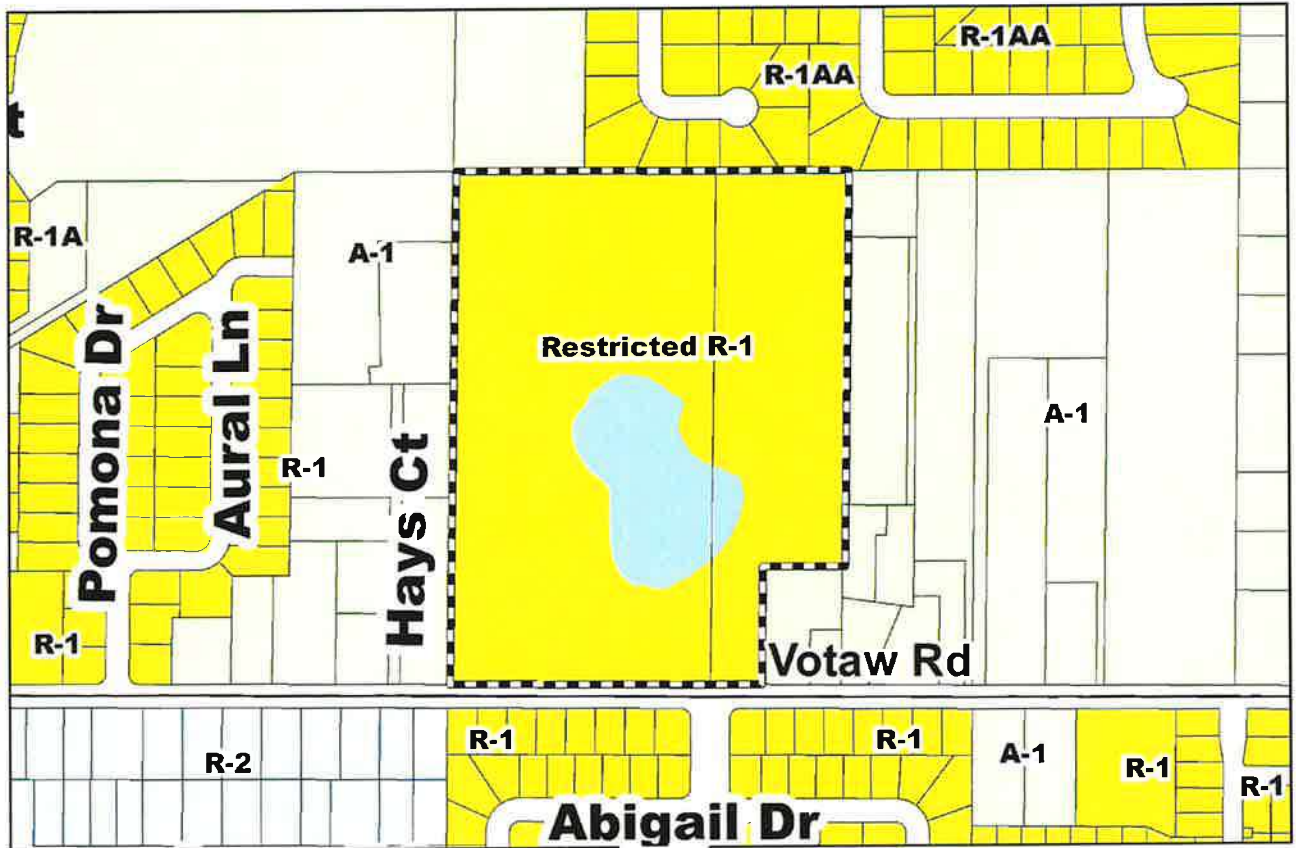 R-1AA
R-1AA
t
R-1A
A-1
Restricted R-1
Pomona Dr
Aural Ln
A-1
R-1
Hays Ct
R-1
Votaw Rd
R-1
R-1
A-1
R-2
R-1
R-1
Abigail Dr